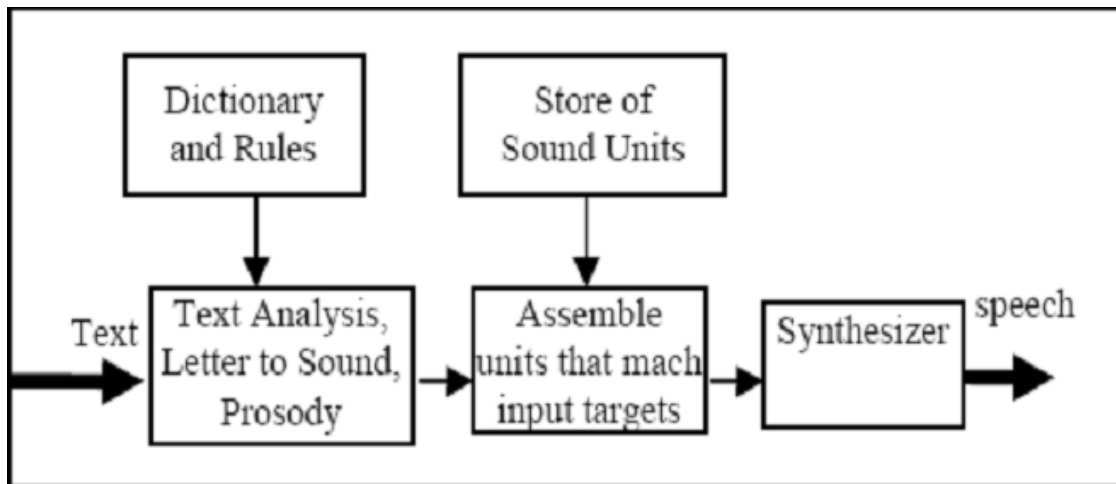 Dictionary
and Rules
Store of
Sound Units
Text
Text Analysis,
Letter to Sound,
Prosody
Assemble
units that mach
input targets
Synthesizer
speech